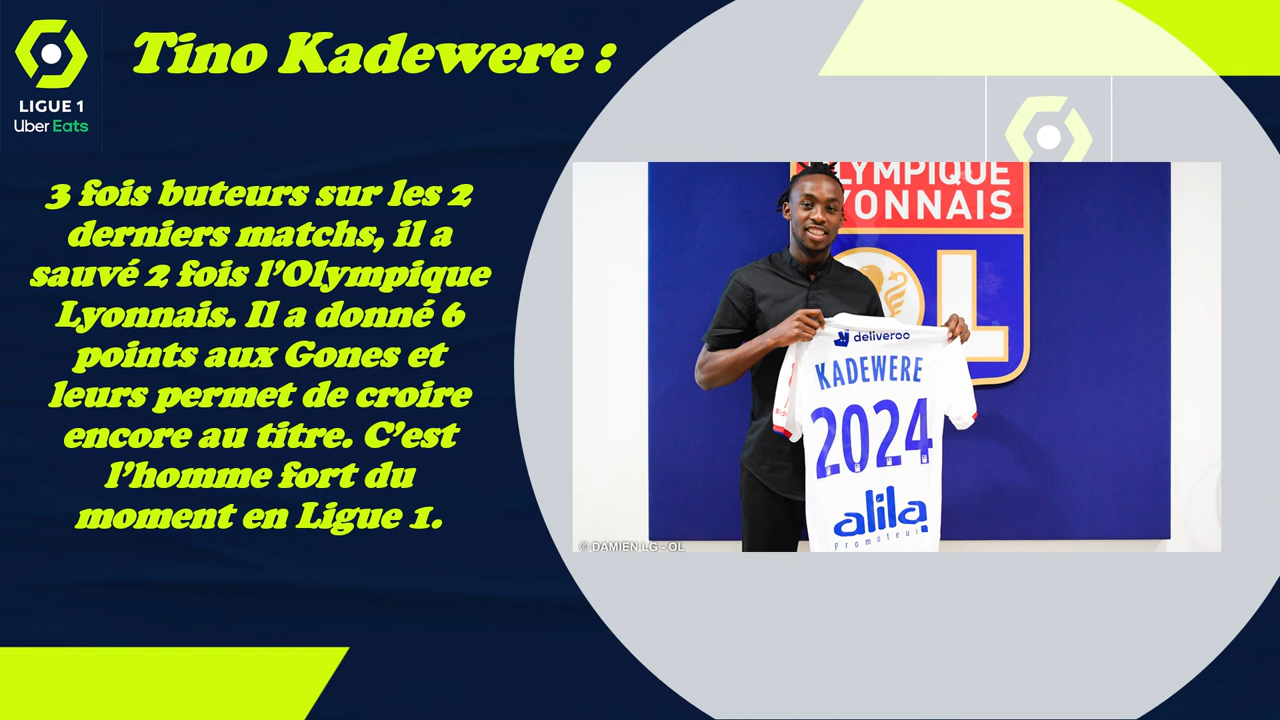 Tino Kadewere :
LIGUE 1
Uber Eats
3 fois buteurs sur les 2
derniers matchs, il a
sauvé 2 fois l’Olympique
Lyonnais. Il a donné 6
points aux Gones et
leurs permet de croire
encore au titre. C’est
l’homme fort du
moment en Ligue 1.
LYMPIQUE
YONNAIS
OL
deliveroo
KADEWERE
2024
alila
Promoteur
© DAMIEN LG - OL